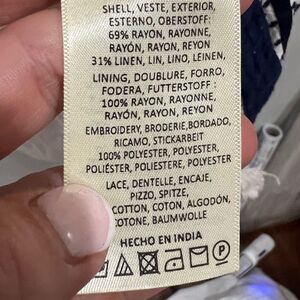 SHELL, VESTE, EXTERIOR,
ESTERNO, OBERSTOFF:
69% RAYON, RAYONNE,
RAYÓN, RAYON, REYON
31% LINEN, LIN, LINO, LEINEN,
LINING, DOUBLURE, FORRO,
FODERA, FUTTERSTOFF:
100% RAYON, RAYONNE,
RAYÓN, RAYON, REYON
EMBROIDERY, BRODERIE,BORDADO,
RICAMO, STICKARBEIT
100% POLYESTER, POLYESTER,
POLIÉSTER, POLIESTERE, POLYESTER
LACE, DENTELLE, ENCAJE,
PIZZO, SPITZE,
COTTON, COTON, ALGODÓN,
COTONE, BAUMWOLLE
HECHO EN INDIA
P